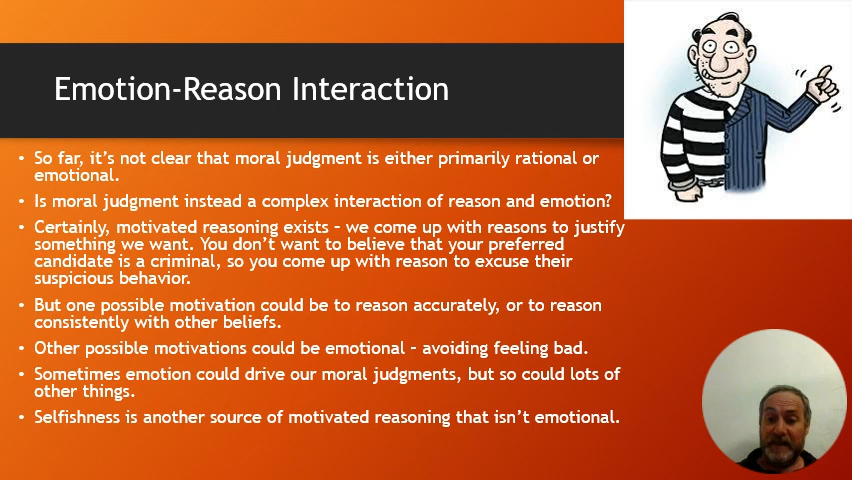 Emotion-Reason Interaction
• So far, it's not clear that moral judgment is either primarily rational or
emotional.
• Is moral judgment instead a complex interaction of reason and emotion?
• Certainly, motivated reasoning exists – we come up with reasons to justify
something we want. You don't want to believe that your preferred
candidate is a criminal, so you come up with reason to excuse their
suspicious behavior.
• But one possible motivation could be to reason accurately, or to reason
consistently with other beliefs.
• Other possible motivations could be emotional – avoiding feeling bad.
• Sometimes emotion could drive our moral judgments, but so could lots of
other things.
• Selfishness is another source of motivated reasoning that isn't emotional.